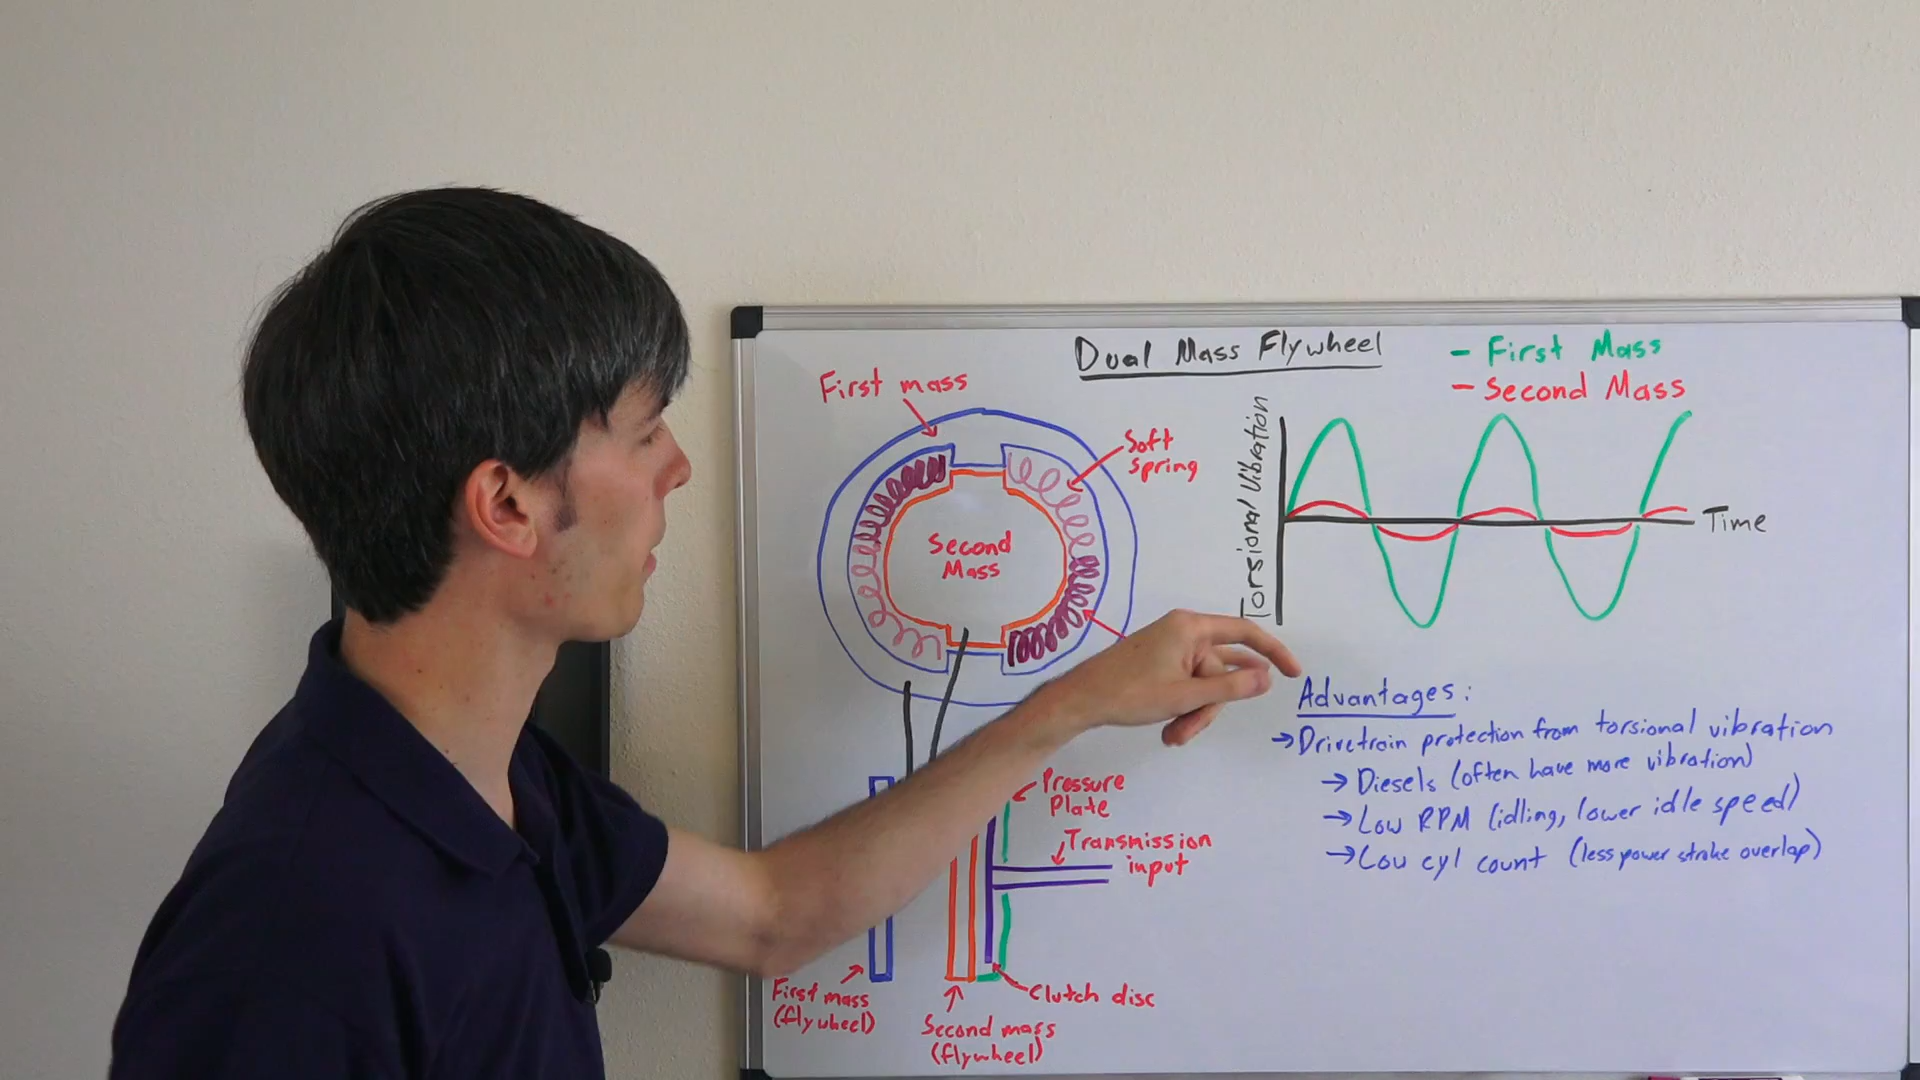 Dual Mass Flywheel
- First Mass
- Second Mass
First mass
Soft
spring
Second
Mass
Torsional Vibration
Time
Advantages:
→Drivetrain protection from torsional vibration
→Diesels (often have more vibration)
→Low RPM (idling, lower idle speed)
→Low cyl count (less power stroke overlap)
Pressure
Plate
Transmission
input
Clutch disc
First mass
(flywheel)
Second mass
(flywheel)